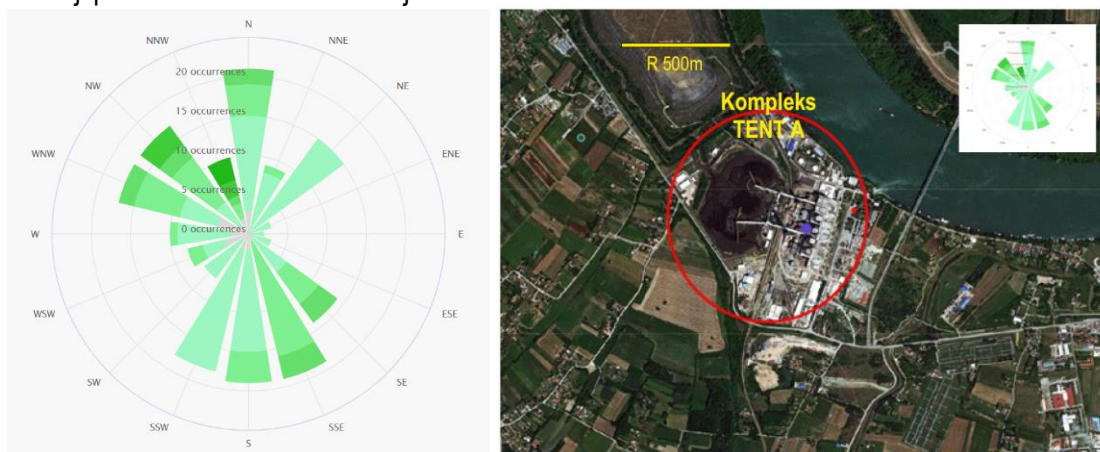 N
NNE
NE
ENE
E
ESE
SE
SSE
S
SSW
SW
WSW
W
WNW
NW
NNW
20 occurrences
15 occurrences
10 occurrences
5 occurrences
0 occurrences
R 500m
Kompleks
TENT A